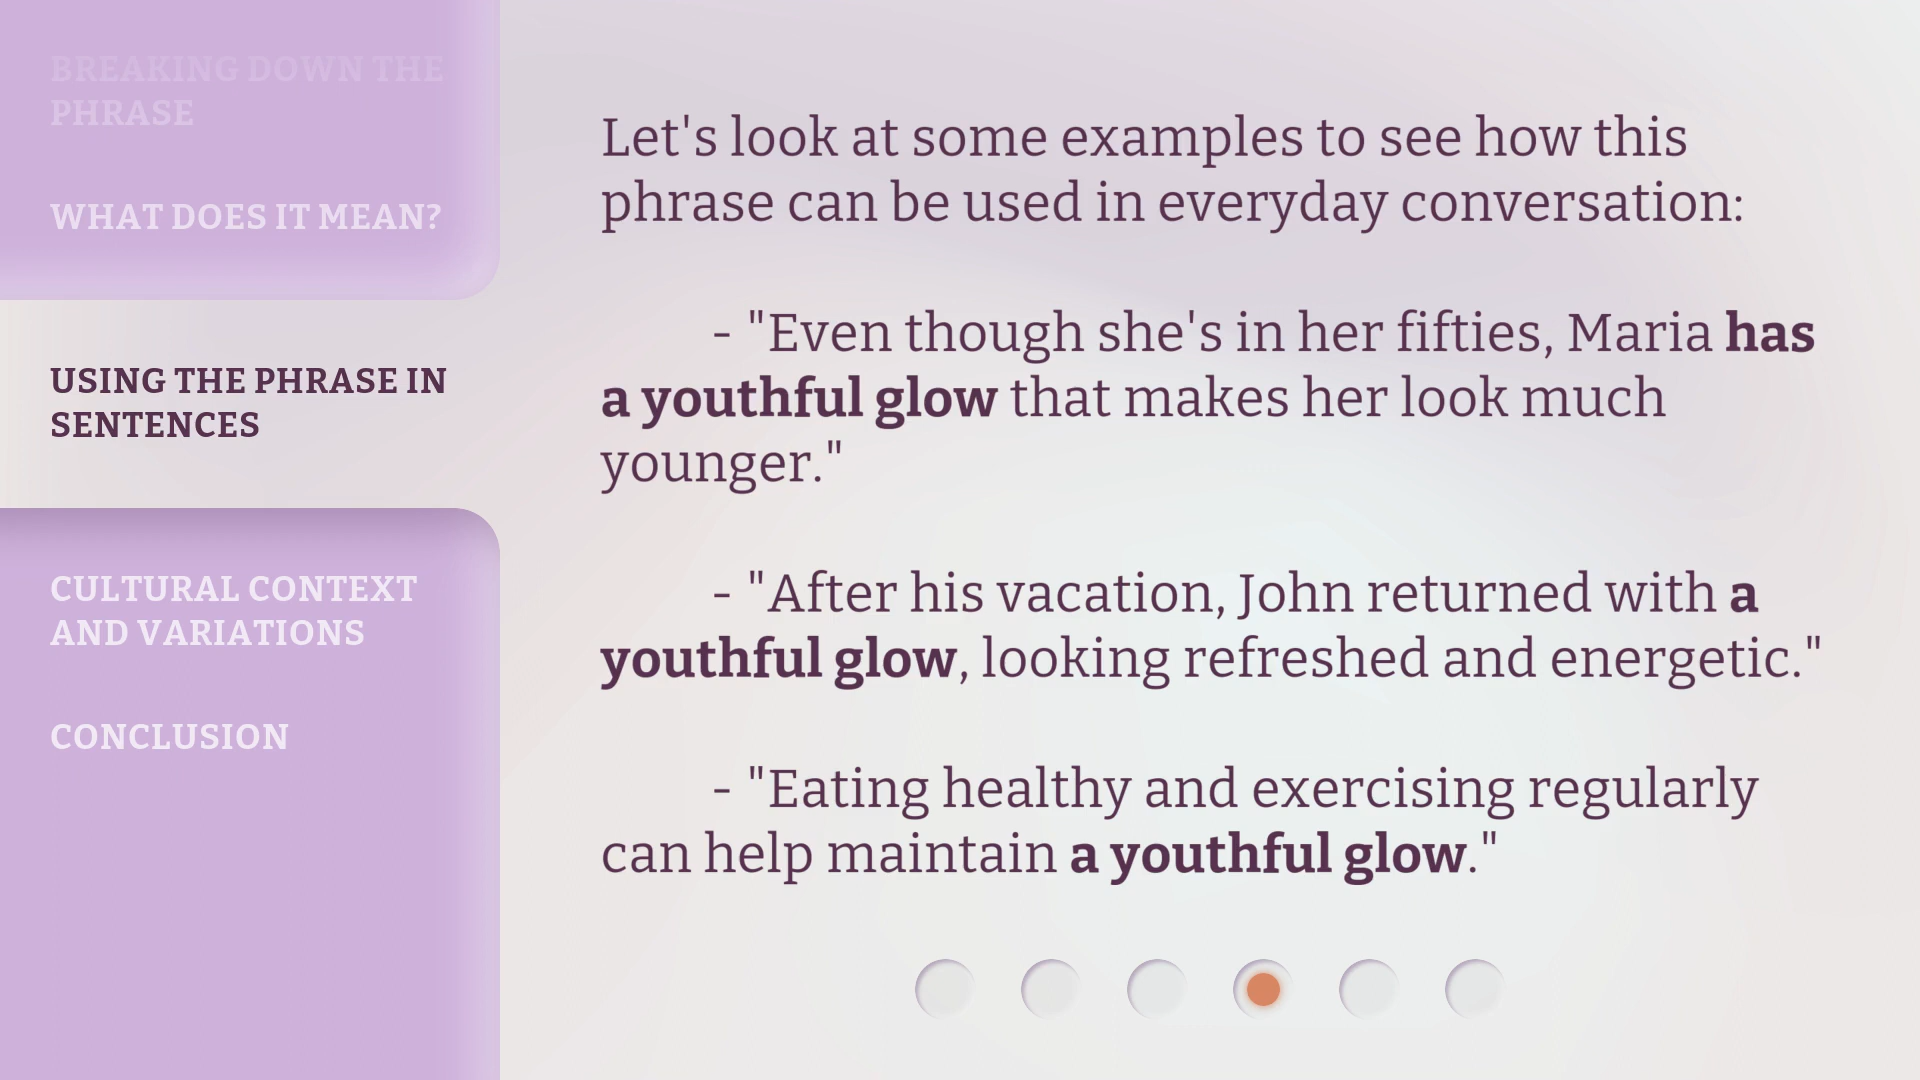 BREAKING DOWN THE
PHRASE
WHAT DOES IT MEAN?
USING THE PHRASE IN
SENTENCES
CULTURAL CONTEXT
AND VARIATIONS
CONCLUSION
Let's look at some examples to see how this
phrase can be used in everyday conversation:
- "Even though she's in her fifties, Maria has
a youthful glow that makes her look much
younger."
- "After his vacation, John returned with a
youthful glow, looking refreshed and energetic."
- "Eating healthy and exercising regularly
can help maintain a youthful glow."